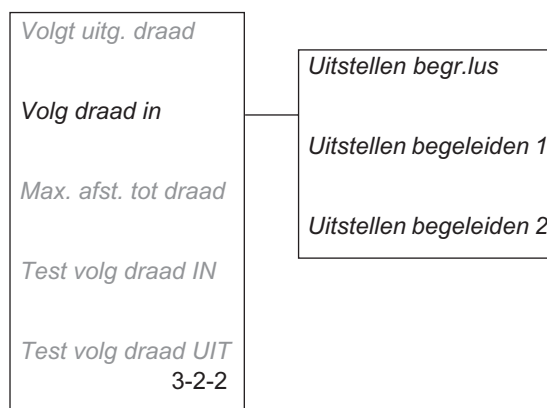 Volgt uitg. draad
Volg draad in
Max. afst. tot draad
Test volg draad IN
Test volg draad UIT
3-2-2
Uitstellen begr.lus
Uitstellen begeleiden 1
Uitstellen begeleiden 2